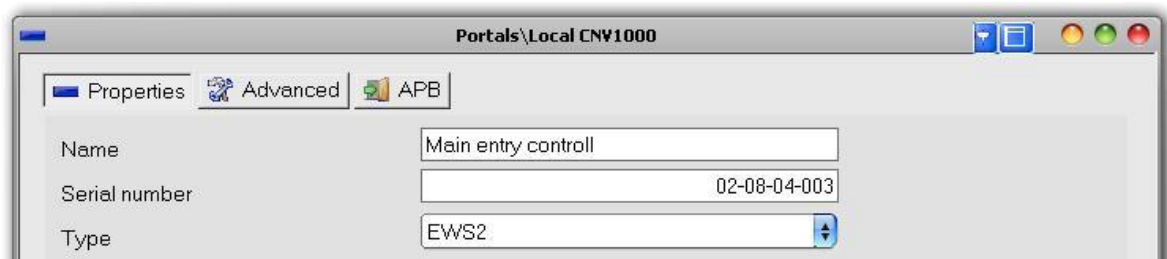 Portals\Local CNV1000
Properties Advanced APB
Name Main entry controll
Serial number 02-08-04-003
Type EWS2